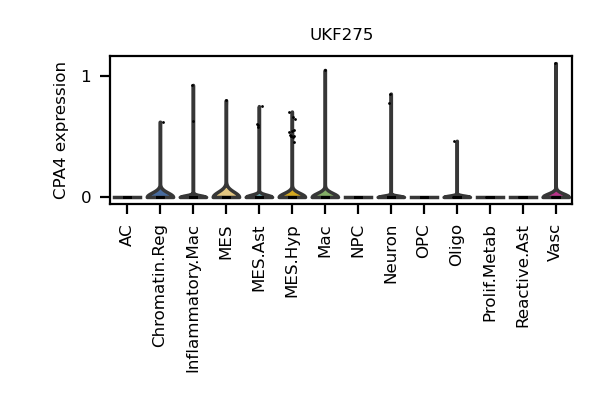 UKF275
CPA4 expression
1
0
AC
Chromatin.Reg
Inflammatory.Mac
MES
MES.Ast
MES.Hyp
Mac
NPC
Neuron
OPC
Oligo
Prolif.Metab
Reactive.Ast
Vasc